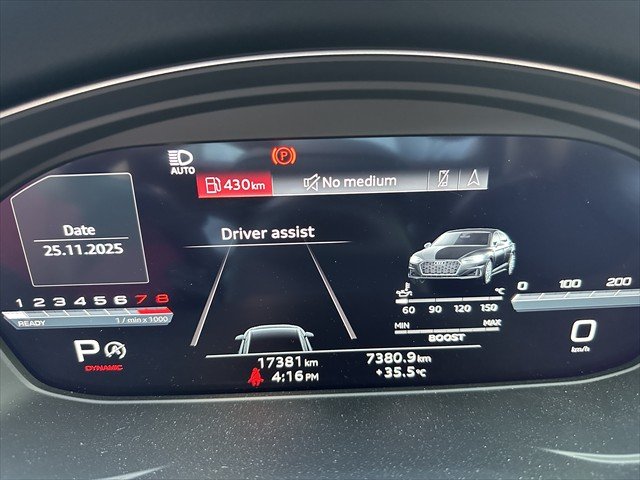 AUTO
P
430 km
No medium
Date
25.11.2025
Driver assist
1 2 3 4 5 6 7 8
READY 1 / min x 1000
°C
60 90 120 150
MIN MAX
BOOST
0 100 200
0
km/h
P A
DYNAMIC
17381 km 7380.9 km
4:16 PM +35.5 °C